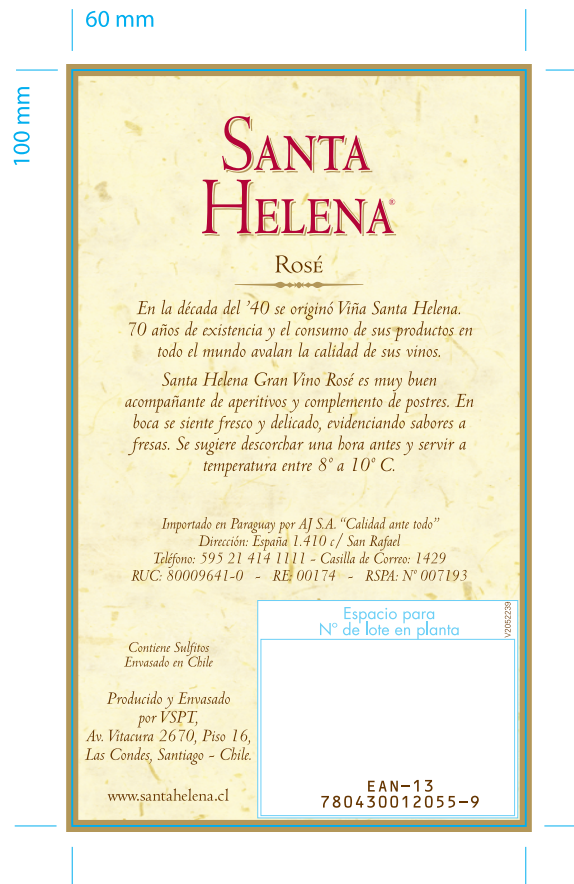 60 mm
100 mm
SANTA
HELENA®
ROSÉ
En la década del '40 se originó Viña Santa Helena.
70 años de existencia y el consumo de sus productos en
todo el mundo avalan la calidad de sus vinos.
Santa Helena Gran Vino Rosé es muy buen
acompañante de aperitivos y complemento de postres. En
boca se siente fresco y delicado, evidenciando sabores a
fresas. Se sugiere descorchar una hora antes y servir a
temperatura entre 8° a 10° C.
Importado en Paraguay por AJ S.A. “Calidad ante todo”
Dirección: España 1.410 c/ San Rafael
Teléfono: 595 21 414 1111 - Casilla de Correo: 1429
RUC: 80009641-0 - RE: 00174 - RSPA: N° 007193
Espacio para
N° de lote en planta
V2052239
Contiene Sulfitos
Envasado en Chile
Producido y Envasado
por VSPT,
Av. Vitacura 2670, Piso 16,
Las Condes, Santiago - Chile.
www.santahelena.cl
EAN-13
780430012055-9